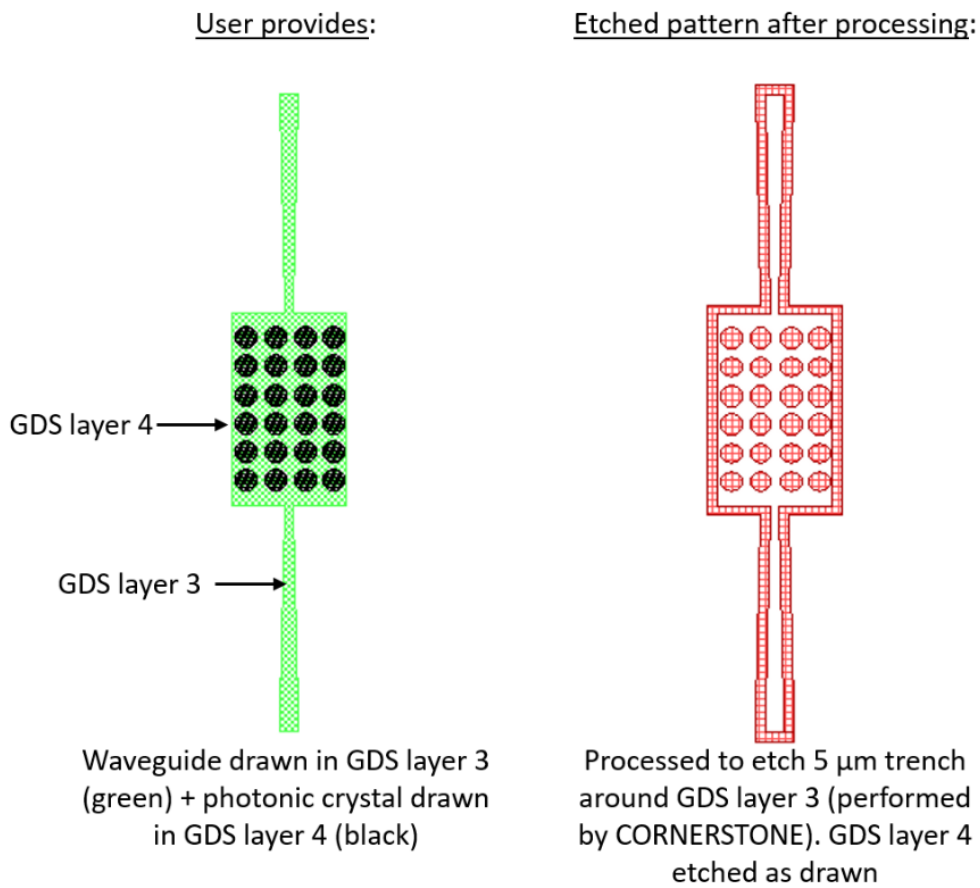 User provides:
Etched pattern after processing:
GDS layer 4
GDS layer 3
Waveguide drawn in GDS layer 3
(green) + photonic crystal drawn
in GDS layer 4 (black)
Processed to etch 5 μm trench
around GDS layer 3 (performed
by CORNERSTONE). GDS layer 4
etched as drawn